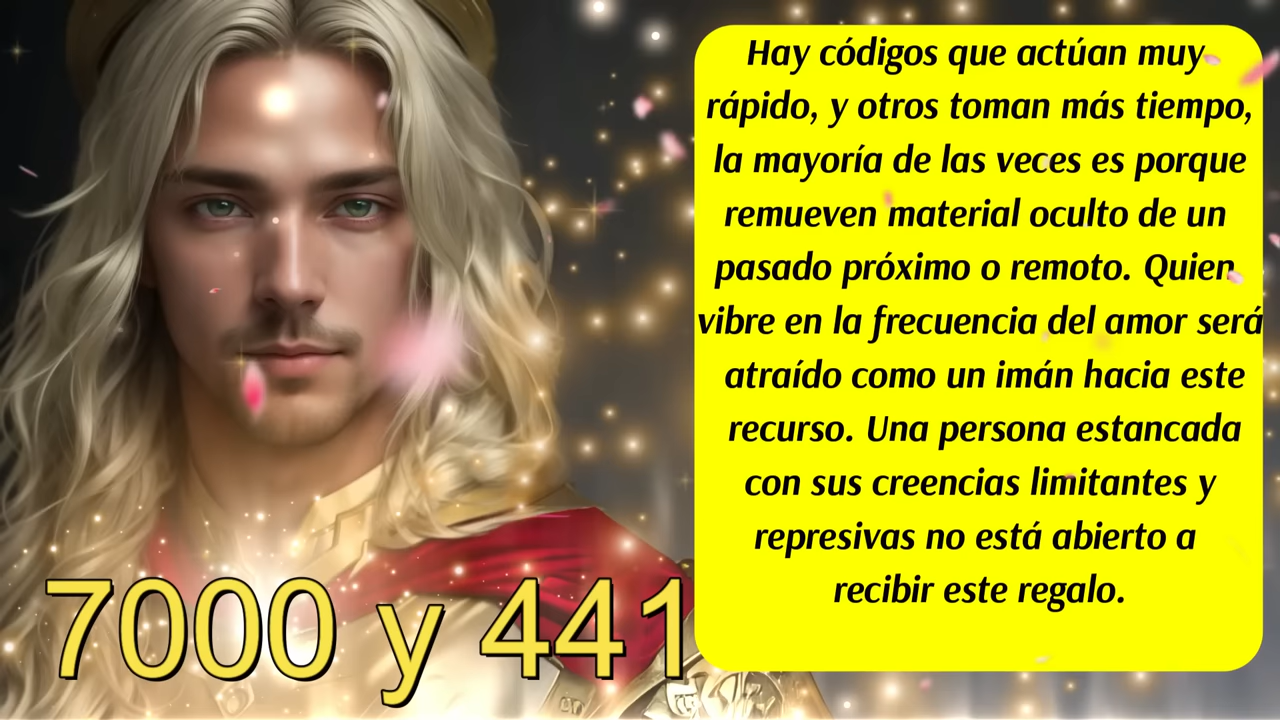 Hay códigos que actúan muy
rápido, y otros toman más tiempo,
la mayoría de las veces es porque
remueven material oculto de un
pasado próximo o remoto. Quien
vibre en la frecuencia del amor será
atraído como un imán hacia este
recurso. Una persona estancada
con sus creencias limitantes y
represivas no está abierto a
recibir este regalo.
7000 y 441